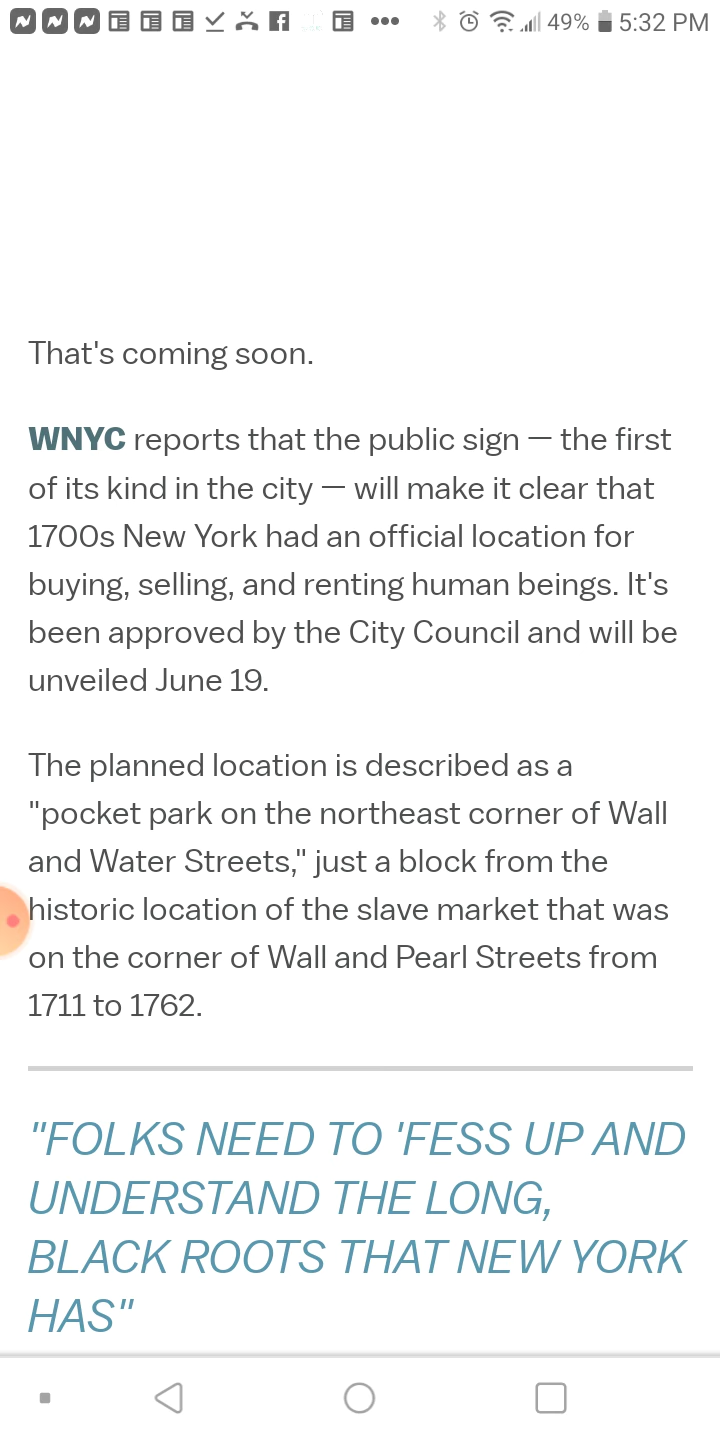 49% 5:32 PM
That's coming soon.
WNYC reports that the public sign — the first
of its kind in the city — will make it clear that
1700s New York had an official location for
buying, selling, and renting human beings. It's
been approved by the City Council and will be
unveiled June 19.
The planned location is described as a
"pocket park on the northeast corner of Wall
and Water Streets," just a block from the
historic location of the slave market that was
on the corner of Wall and Pearl Streets from
1711 to 1762.
"FOLKS NEED TO 'FESS UP AND
UNDERSTAND THE LONG,
BLACK ROOTS THAT NEW YORK
HAS"